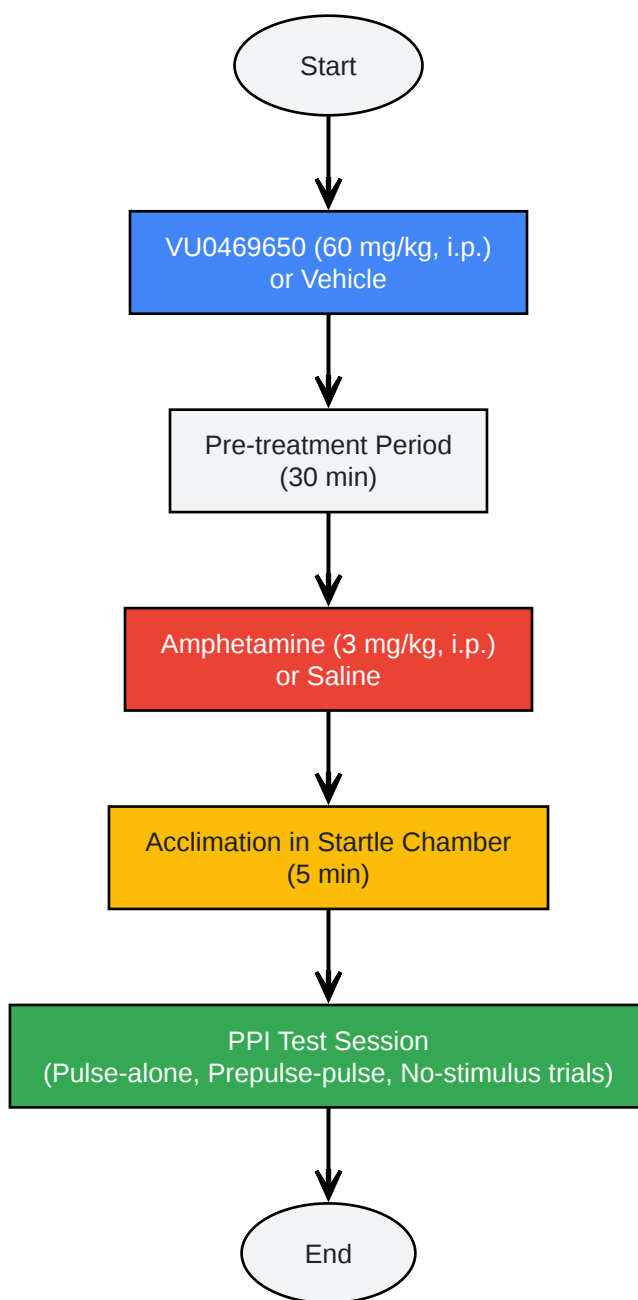 Start
VU0469650 (60 mg/kg, i.p.)
or Vehicle
Pre-treatment Period
(30 min)
Amphetamine (3 mg/kg, i.p.)
or Saline
Acclimation in Startle Chamber
(5 min)
PPI Test Session
(Pulse-alone, Prepulse-pulse, No-stimulus trials)
End